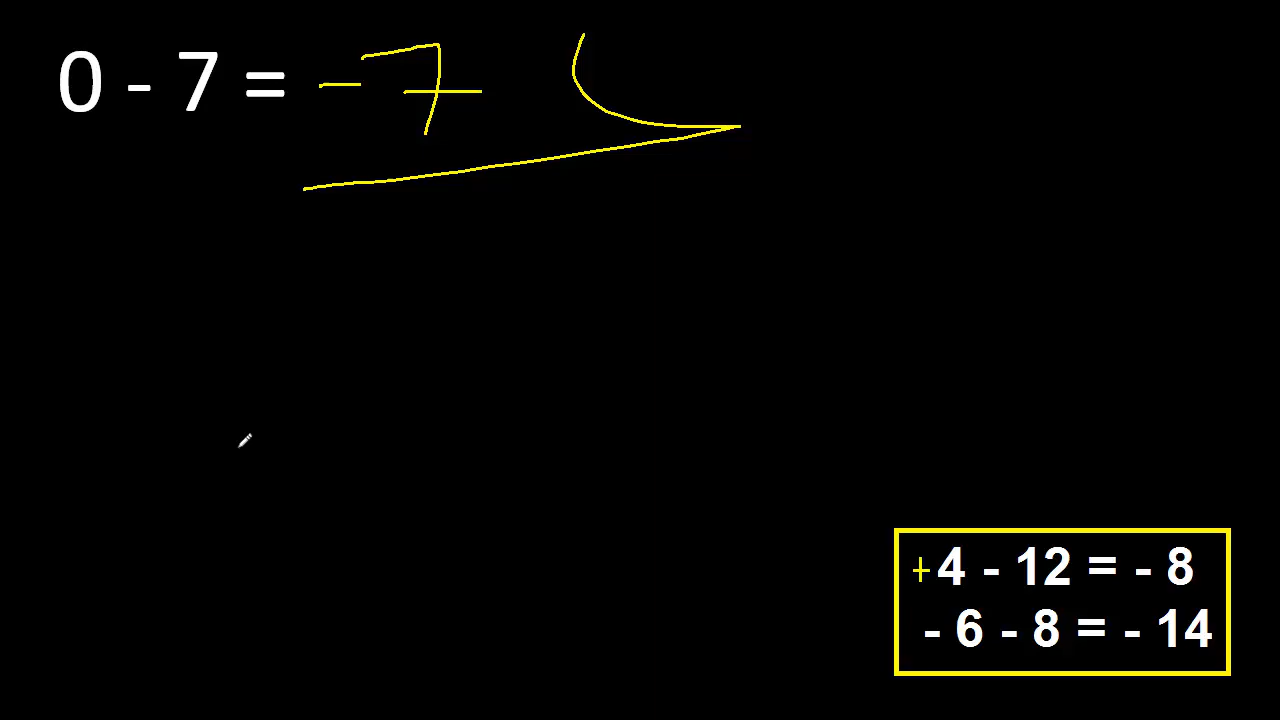 0 - 7 = -7
+4 - 12 = - 8
- 6 - 8 = - 14